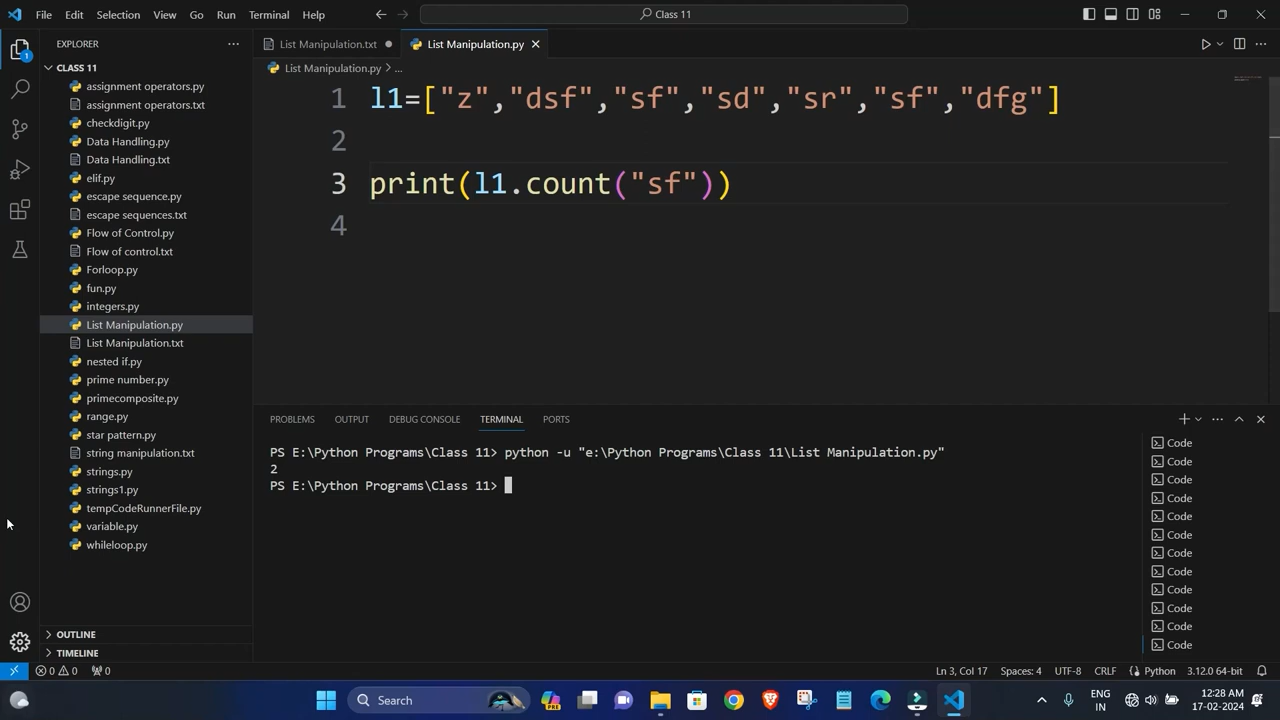 File Edit Selection View Go Run Terminal Help
Class 11
EXPLORER
List Manipulation.txt
List Manipulation.py
CLASS 11
List Manipulation.py > ...
assignment operators.py
assignment operators.txt
checkdigit.py
Data Handling.py
Data Handling.txt
elif.py
escape sequence.py
escape sequences.txt
Flow of Control.py
Flow of control.txt
Forloop.py
fun.py
integers.py
List Manipulation.py
List Manipulation.txt
nested if.py
prime number.py
primecomposite.py
range.py
star pattern.py
string manipulation.txt
strings.py
strings1.py
tempCodeRunnerFile.py
variable.py
whileloop.py
OUTLINE
TIMELINE
1 l1=["z","dsf","sf","sd","sr","sf","dfg"]
2
3 print(l1.count("sf"))
4
PROBLEMS OUTPUT DEBUG CONSOLE TERMINAL PORTS
PS E:\Python Programs\Class 11> python -u "e:\Python Programs\Class 11\List Manipulation.py"
2
PS E:\Python Programs\Class 11>
Code
Code
Code
Code
Code
Code
Code
Code
Code
Code
Code
Code
1
0 0 0 Ln 3, Col 17 Spaces: 4 UTF-8 CRLF Python 3.12.0 64-bit
Search
PRE
ENG
IN
12:28 AM
17-02-2024